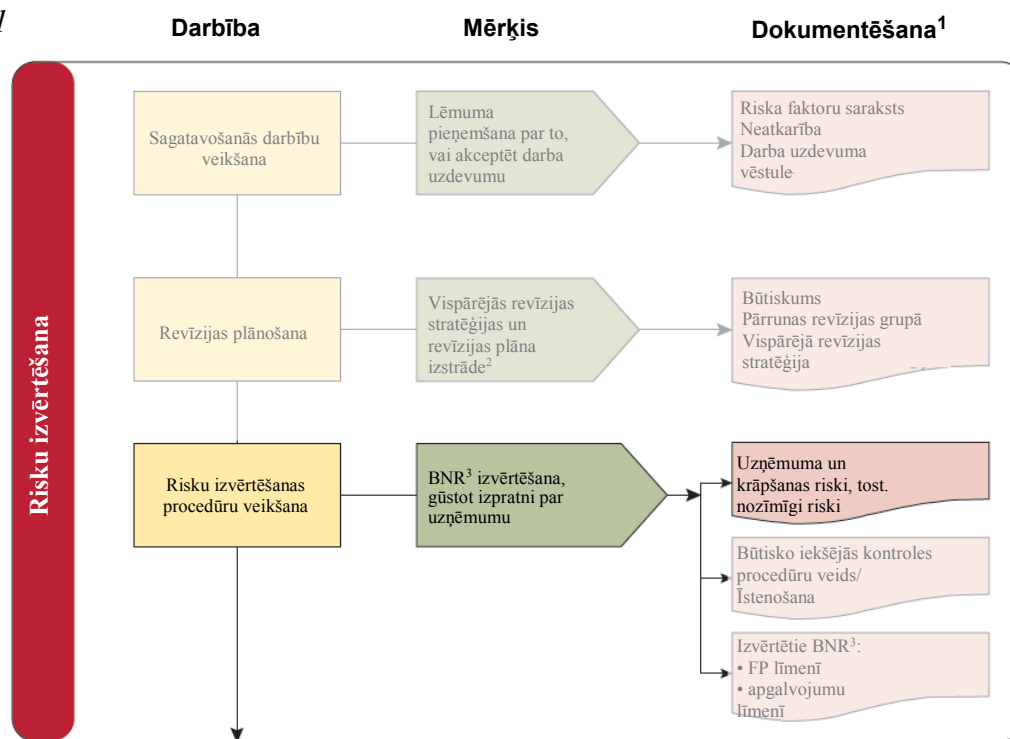 Darbība
Mērķis
Dokumentēšana¹
Risku izvērtēšana
Sagatavošanās darbību
veikšana
Lēmuma
pieņemšana par to,
vai akceptēt darba
uzdevumu
Riska faktoru saraksts
Neatkarība
Darba uzdevuma
vēstule
Revīzijas plānošana
Vispārējās revīzijas
stratēģijas un
revīzijas plāna
izstrāde²
Būtiskums
Pārrunas revīzijas grupā
Vispārējā revīzijas
stratēģija
Risku izvērtēšanas
procedūru veikšana
BNR³ izvērtēšana,
gūstot izpratni par
uzņēmumu
Uzņēmuma un
krāpšanas riski, tost.
nozīmīgi riski
Būtisko iekšējās kontroles
procedūru veids/
Īstenošana
Izvērtētie BNR³:
• FP līmenī
• apgalvojumu
līmenī